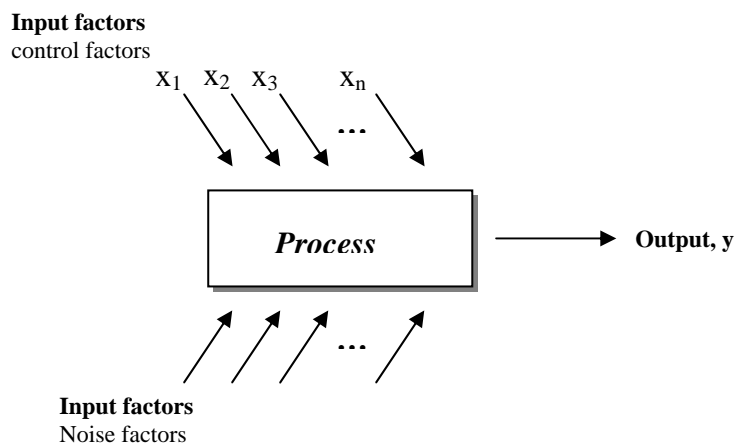 Input factors
control factors
x1 x2 x3 xn
...
Process
Output, y
...
Input factors
Noise factors